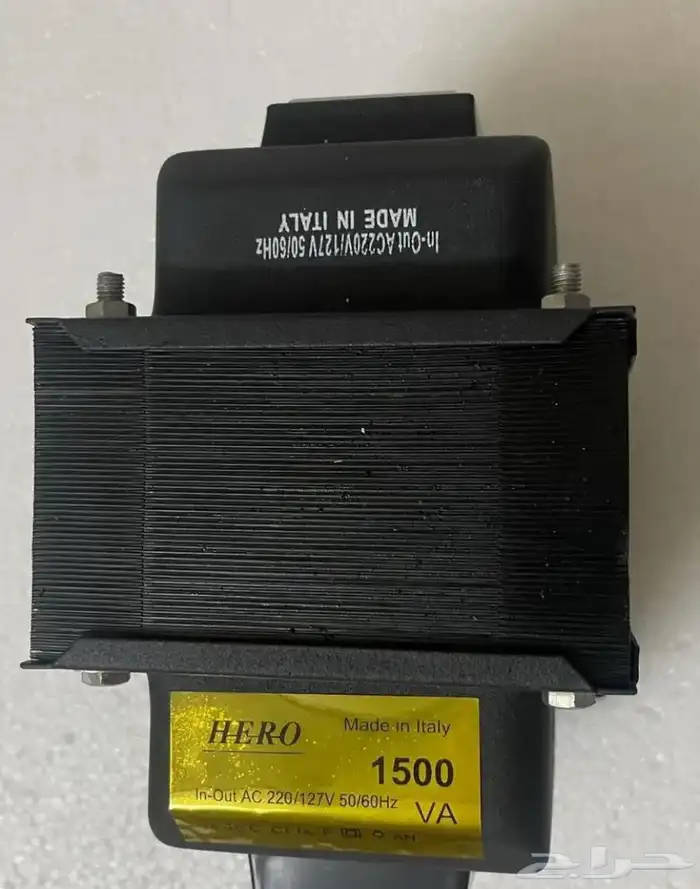 In-Out AC220V/127V 50/60Hz
MADE IN ITALY
HERO
Made in Italy
1500
In-Out AC 220/127V 50/60Hz
VA
حراج